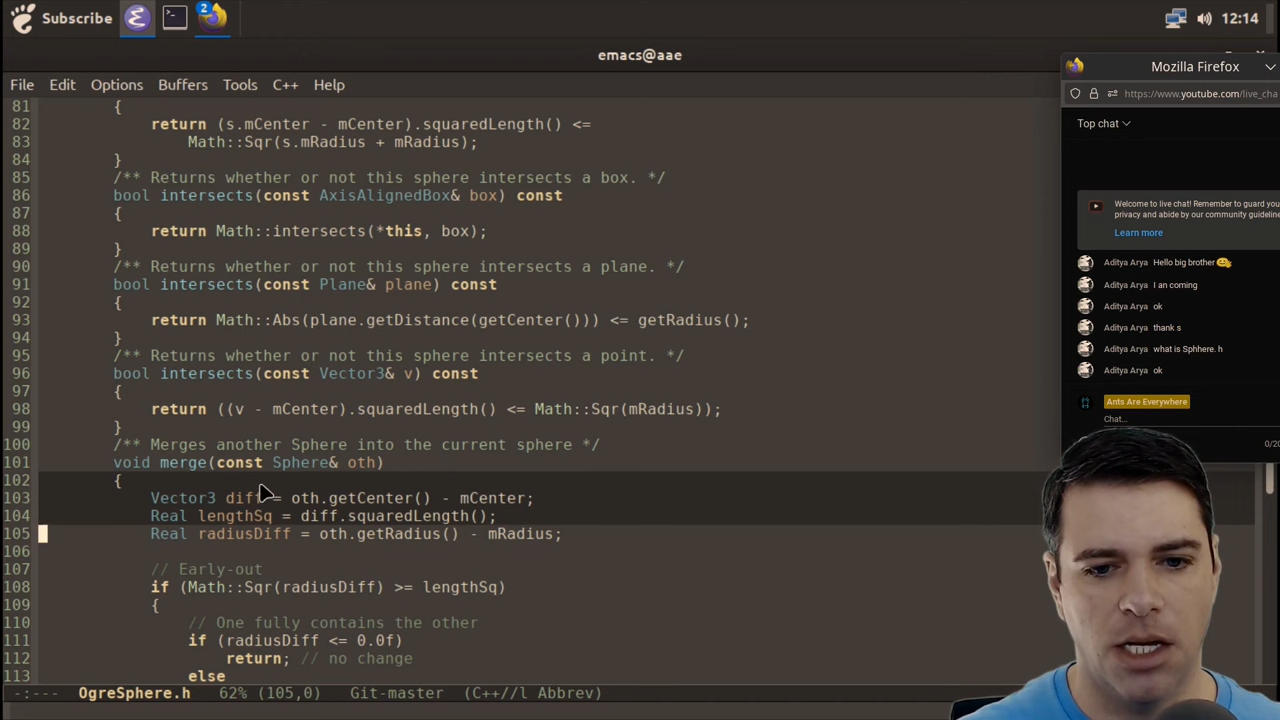 Subscribe
2
12:14
emacs@aae
File Edit Options Buffers Tools C++ Help
81 {
82 return (s.mCenter - mCenter).squaredLength() <=
83 Math::Sqr(s.mRadius + mRadius);
84 }
85 /** Returns whether or not this sphere intersects a box. */
86 bool intersects(const AxisAlignedBox& box) const
87 {
88 return Math::intersects(*this, box);
89 }
90 /** Returns whether or not this sphere intersects a plane. */
91 bool intersects(const Plane& plane) const
92 {
93 return Math::Abs(plane.getDistance(getCenter())) <= getRadius();
94 }
95 /** Returns whether or not this sphere intersects a point. */
96 bool intersects(const Vector3& v) const
97 {
98 return ((v - mCenter).squaredLength() <= Math::Sqr(mRadius));
99 }
100 /** Merges another Sphere into the current sphere */
101 void merge(const Sphere& oth)
102 {
103 Vector3 diff = oth.getCenter() - mCenter;
104 Real lengthSq = diff.squaredLength();
105 Real radiusDiff = oth.getRadius() - mRadius;
106
107 // Early-out
108 if (Math::Sqr(radiusDiff) >= lengthSq)
109 {
110 // One fully contains the other
111 if (radiusDiff <= 0.0f)
112 return; // no change
113 else
-:--- OgreSphere.h 62% (105,0) Git-master (C++//l Abbrev)
Mozilla Firefox
https://www.youtube.com/live_cha
Top chat
Welcome to live chat! Remember to guard you
privacy and abide by our community guideline
Learn more
Aditya Arya Hello big brother
Aditya Arya I an coming
Aditya Arya ok
Aditya Arya thank s
Aditya Arya what is Sphhere. h
Aditya Arya ok
Ants Are Everywhere
Chat...
0/20